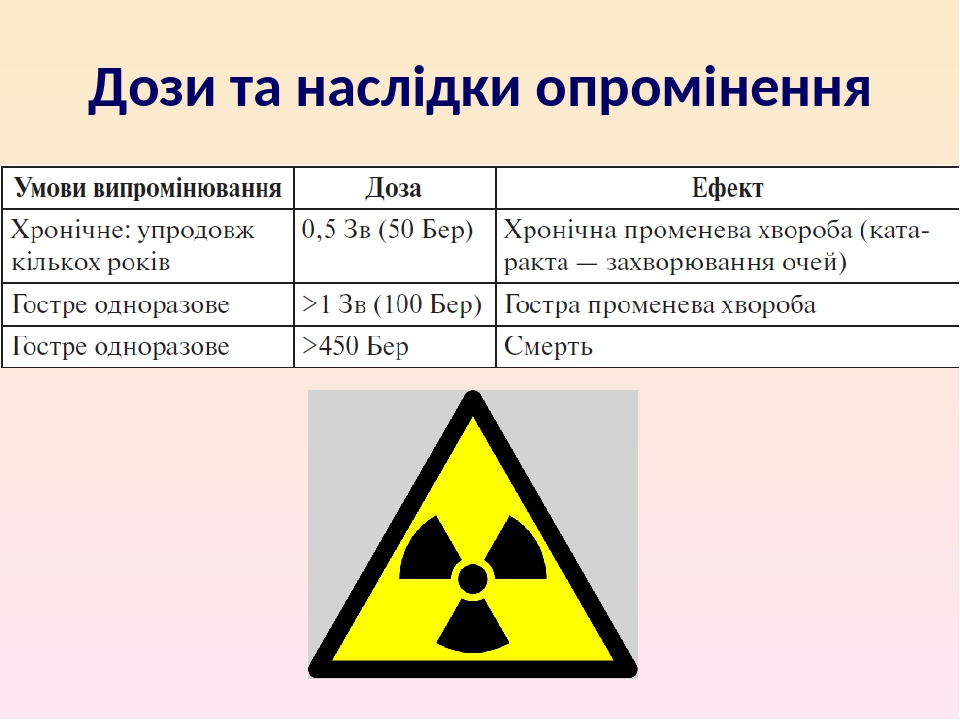 Дози та наслідки опромінення
Умови випромінювання Доза Ефект
Хронічне: упродовж 0,5 Зв (50 Бер) Хронічна променева хвороба (ката-
кількох років ракта — захворювання очей)
Гостре одноразове >1 Зв (100 Бер) Гостра променева хвороба
Гостре одноразове >450 Бер Смерть